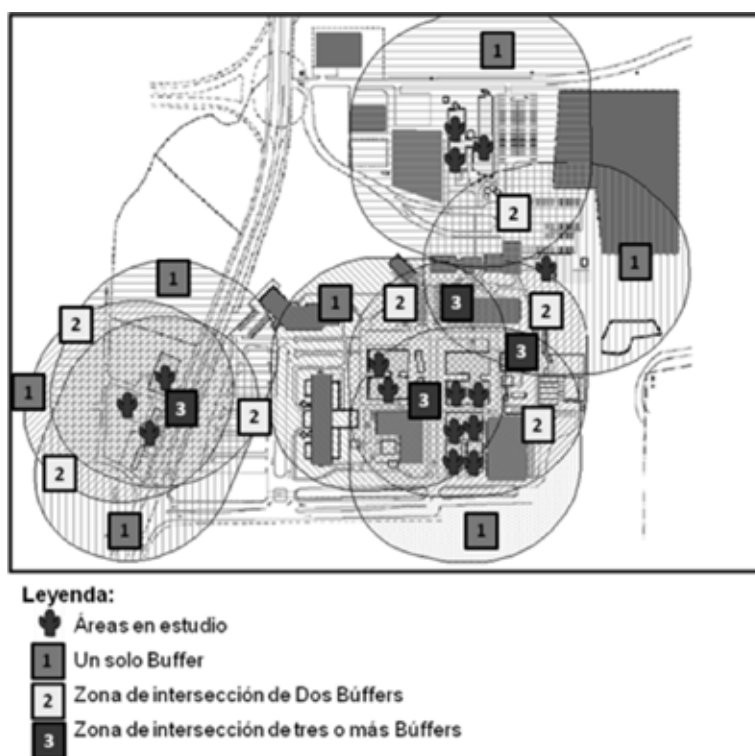 1
2
1
1
1 2 3 2
2
3
1
3 3
2 2
2
1 1
Leyenda:
Áreas en estudio
1 Un solo Buffer
2 Zona de intersección de Dos Búffers
3 Zona de intersección de tres o más Búffers